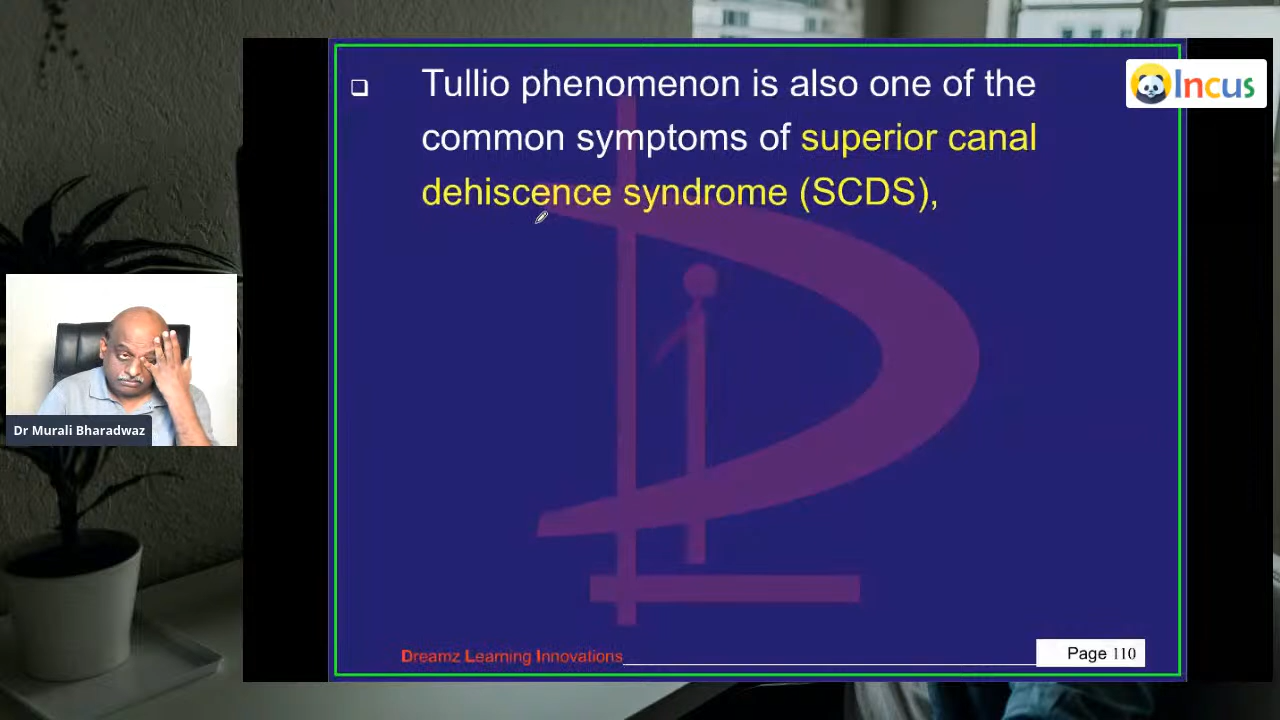 Tullio phenomenon is also one of the
common symptoms of superior canal
dehiscence syndrome (SCDS),
Incus
Dr Murali Bharadwaz
Dreamz Learning Innovations
Page 110